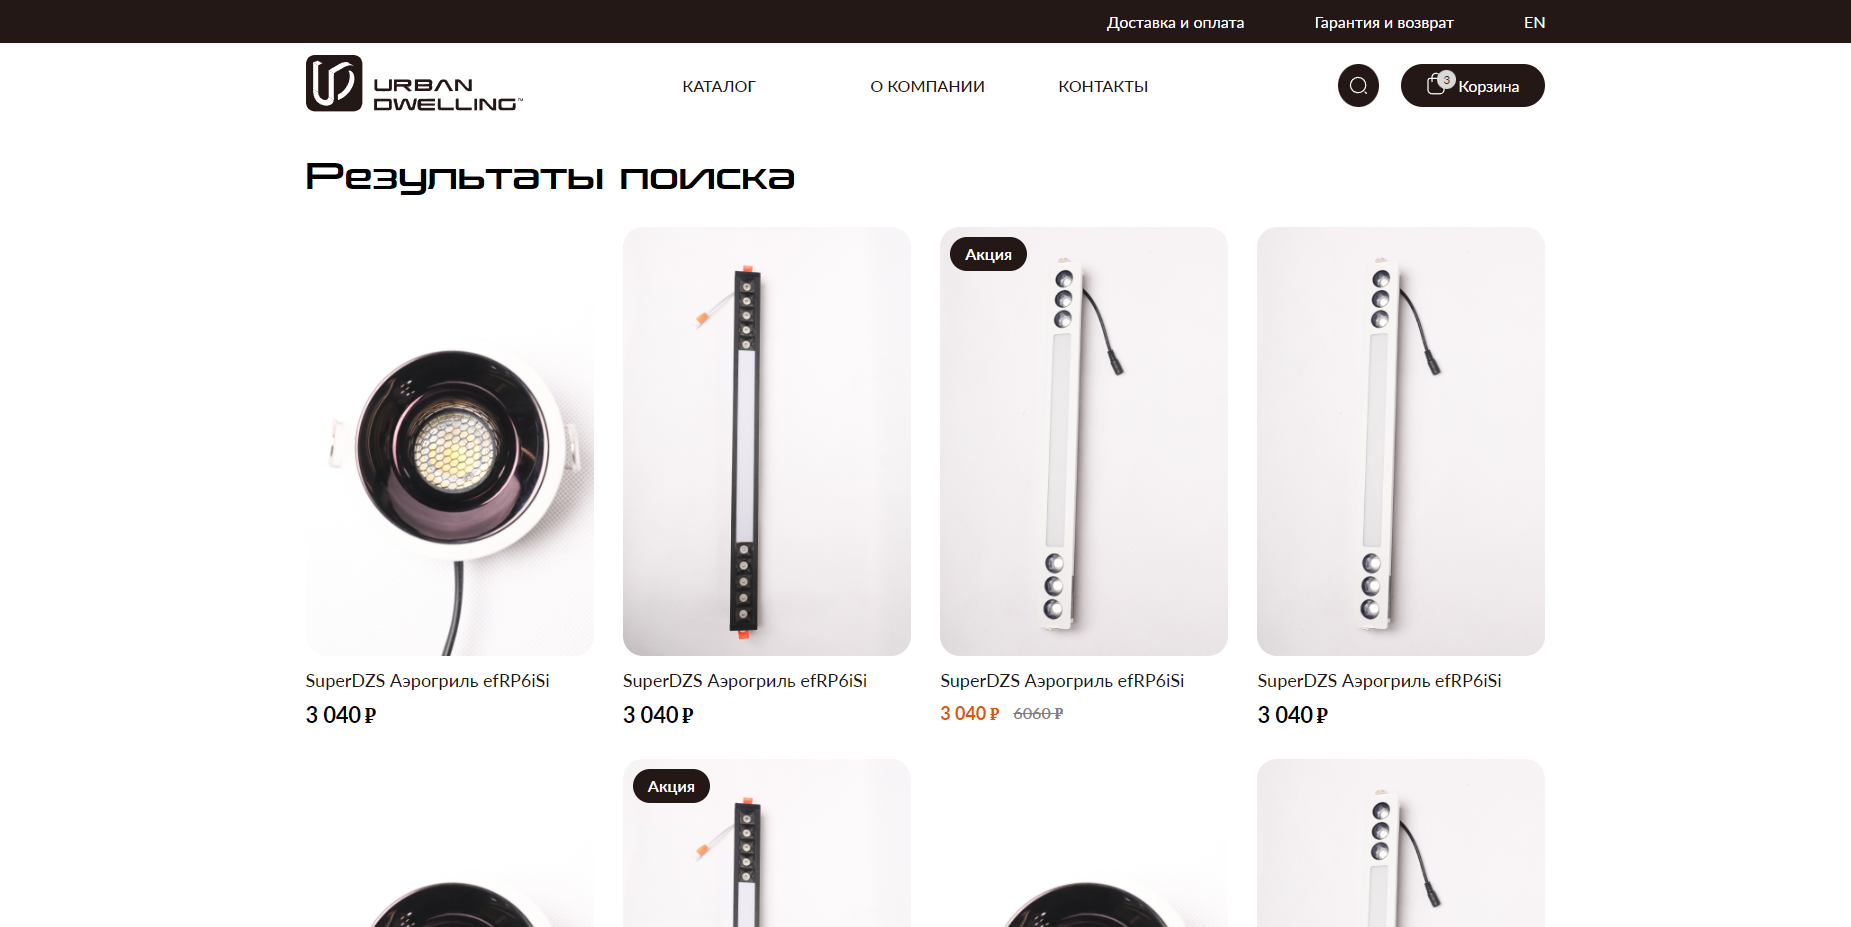 Доставка и оплата
Гарантия и возврат
EN
URBAN
DWELLING™
КАТАЛОГ
О КОМПАНИИ
КОНТАКТЫ
3
Корзина
Результаты поиска
Акция
SuperDZS Аэрогриль efRP6iSi
SuperDZS Аэрогриль efRP6iSi
SuperDZS Аэрогриль efRP6iSi
SuperDZS Аэрогриль efRP6iSi
3 040 ₽
3 040 ₽
3 040 ₽ 6060 ₽
3 040 ₽
Акция